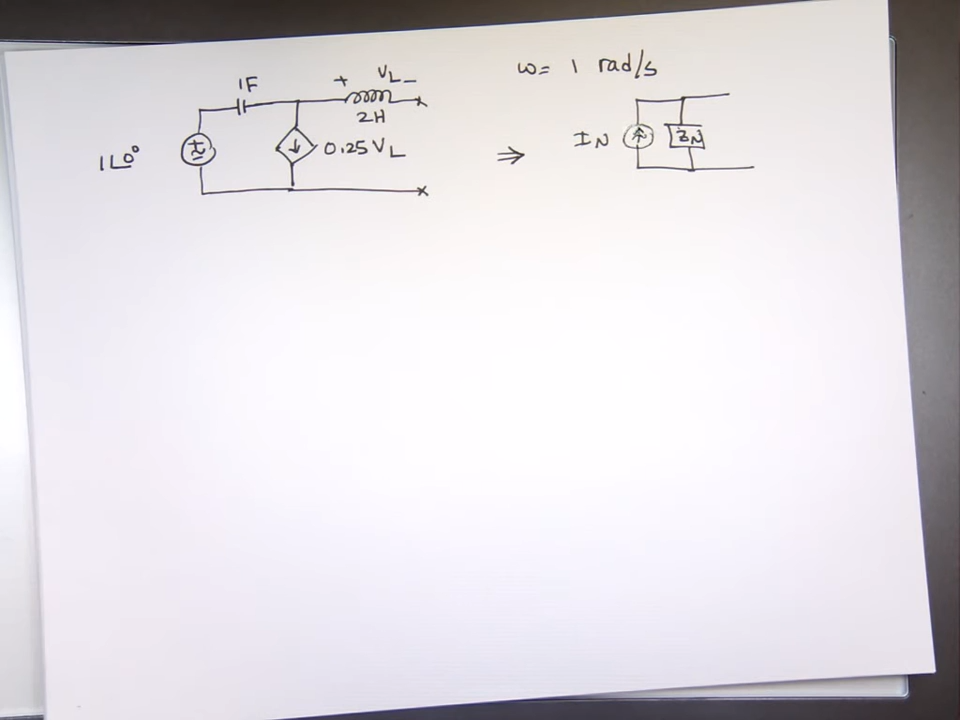 ω= 1 rad/s
1F
+ VL -
2H
1∠0°
+
-
0.25 VL
⇒
IN
ZN